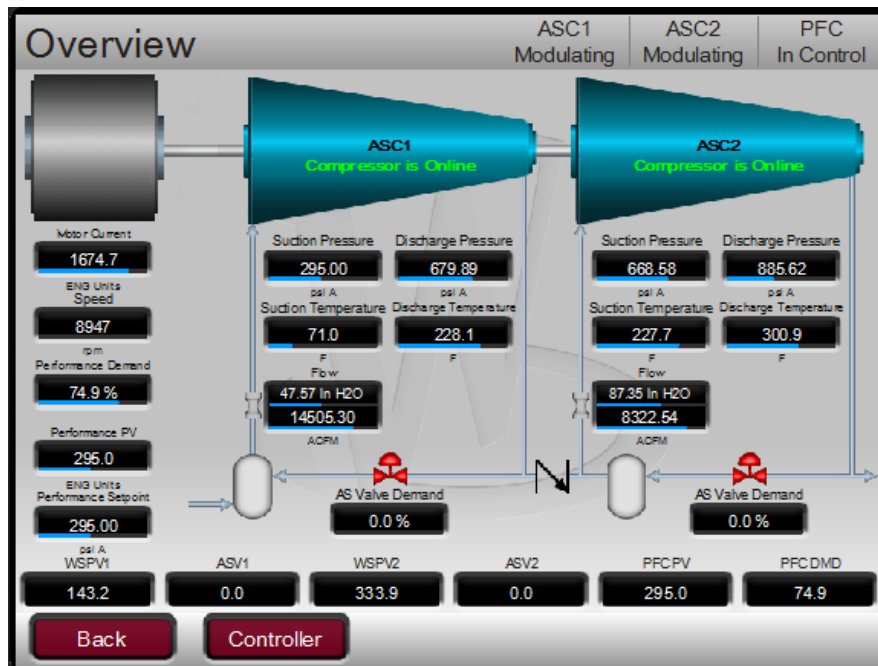 Overview
ASC1 Modulating
ASC2 Modulating
PFC In Control
ASC1
Compressor is Online
ASC2
Compressor is Online
Motor Current
1674.7
ENG Units
Speed
8947
rpm
Performance Demand
74.9 %
Performance PV
295.0
ENG Units
Performance Setpoint
295.00
psi A
Suction Pressure
295.00
psi A
Discharge Pressure
679.89
psi A
Suction Temperature
71.0
F
Discharge Temperature
228.1
F
Flow
47.57 In H2O
14505.30
ACFM
AS Valve Demand
0.0 %
Suction Pressure
668.58
psi A
Discharge Pressure
885.62
psi A
Suction Temperature
227.7
F
Discharge Temperature
300.9
F
Flow
87.35 In H2O
8322.54
ACFM
AS Valve Demand
0.0 %
WSPV1
143.2
ASV1
0.0
WSPV2
333.9
ASV2
0.0
PFC PV
295.0
PFC DMD
74.9
Back
Controller